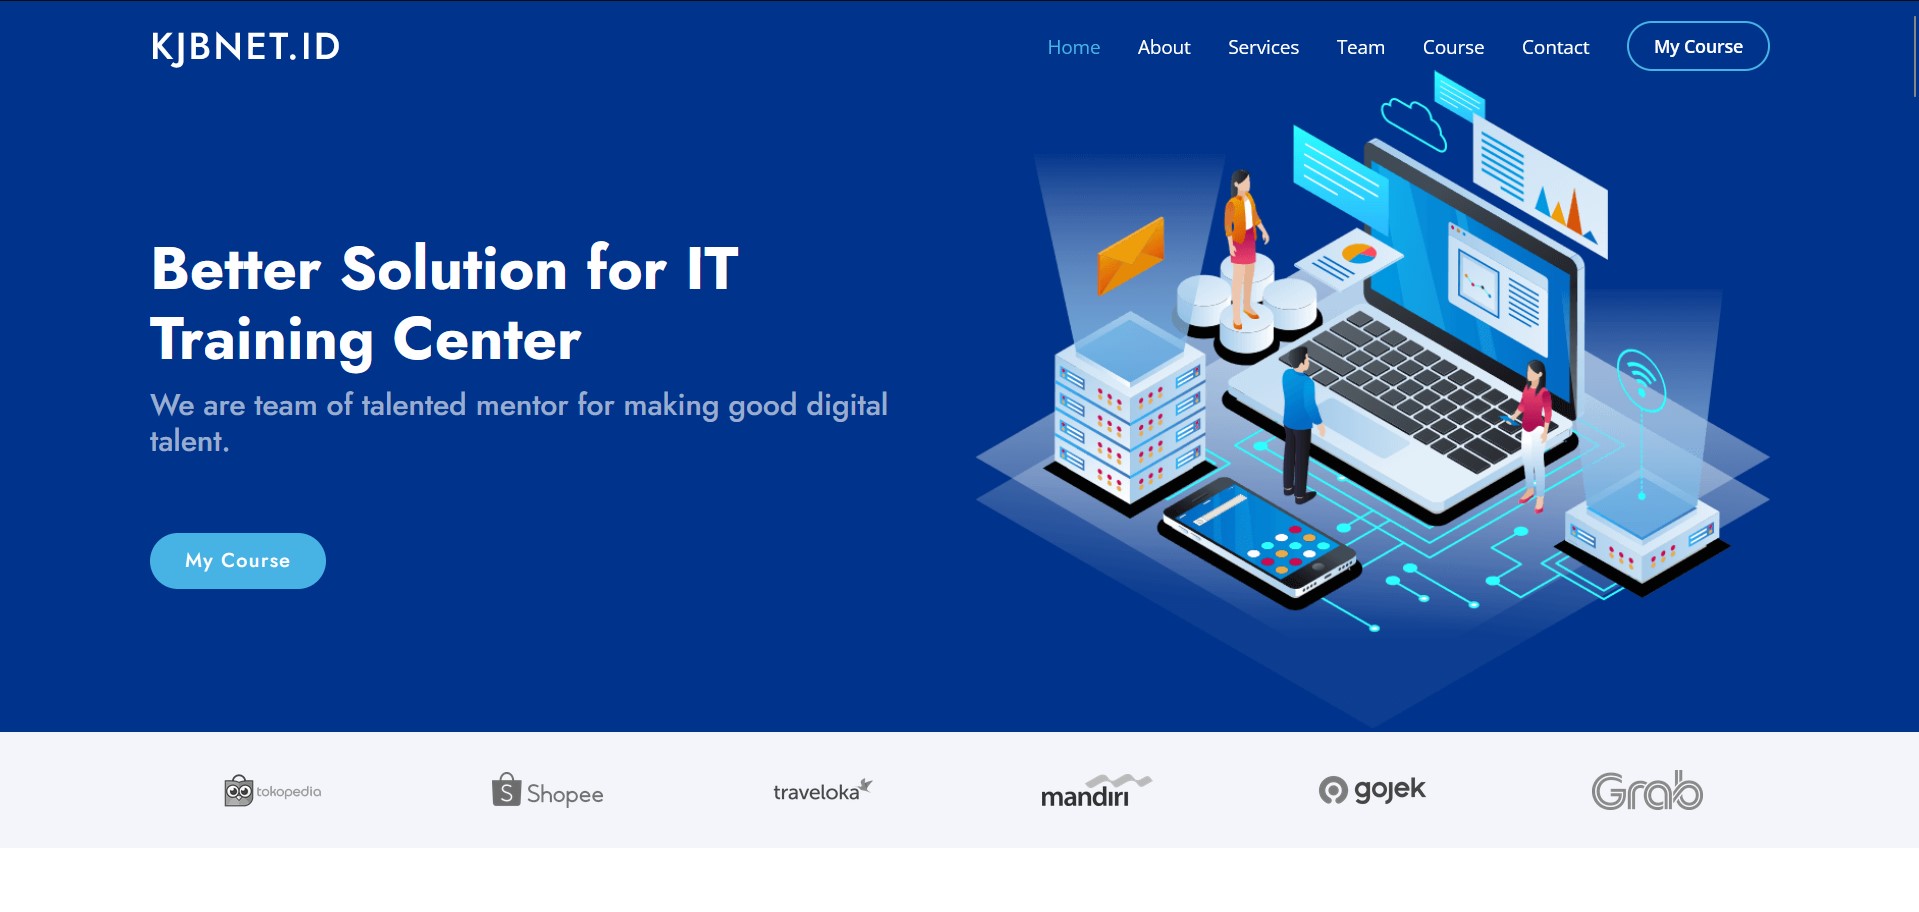 KJBNET.ID
Home About Services Team Course Contact My Course
Better Solution for IT
Training Center
We are team of talented mentor for making good digital
talent.
My Course
tokopedia Shopee traveloka mandiri gojek Grab